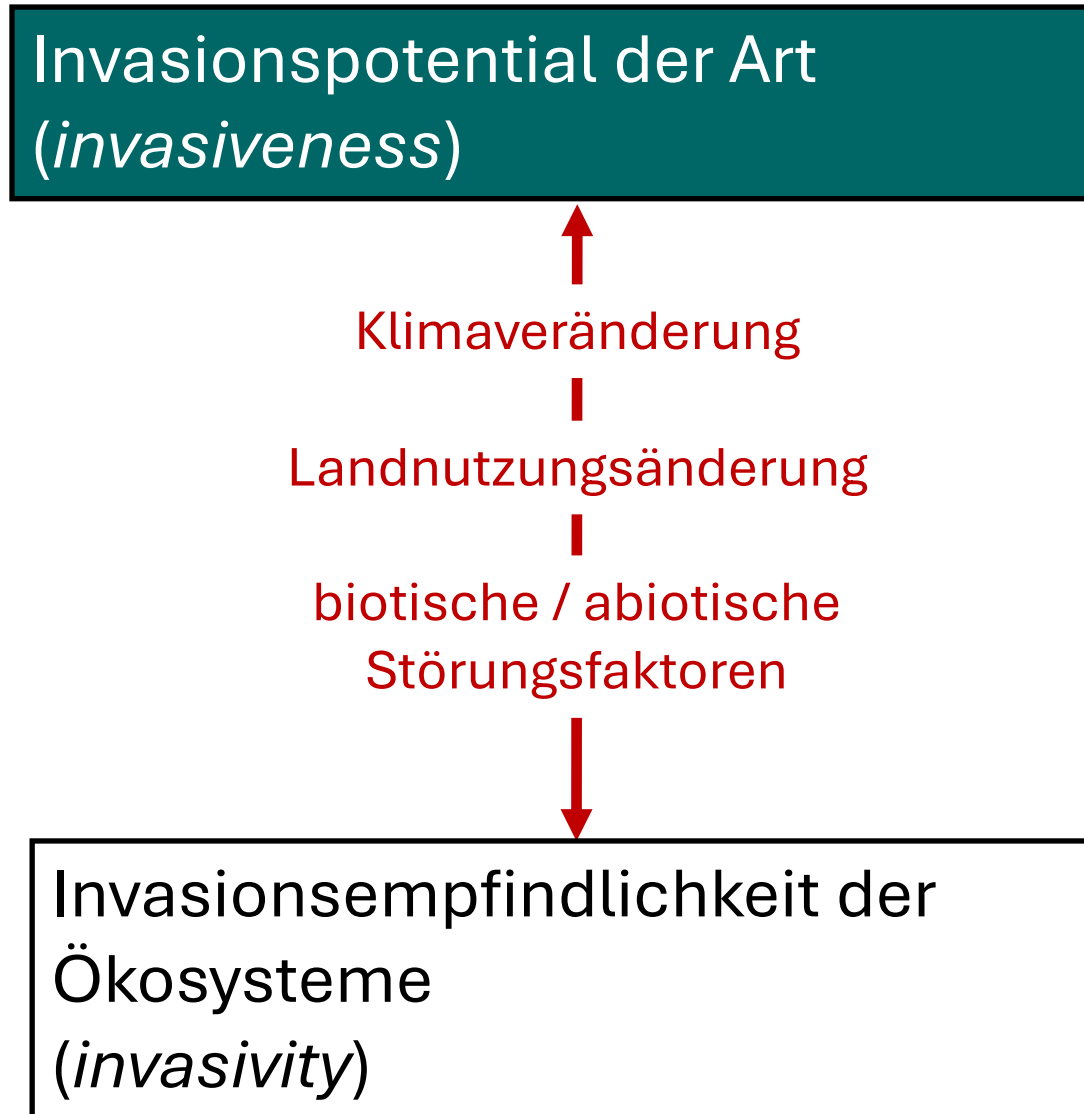 Invasionspotential der Art
(invasiveness)
Klimaveränderung
Landnutzungsänderung
biotische / abiotische
Störungsfaktoren
Invasionsempfindlichkeit der
Ökosysteme
(invasivity)